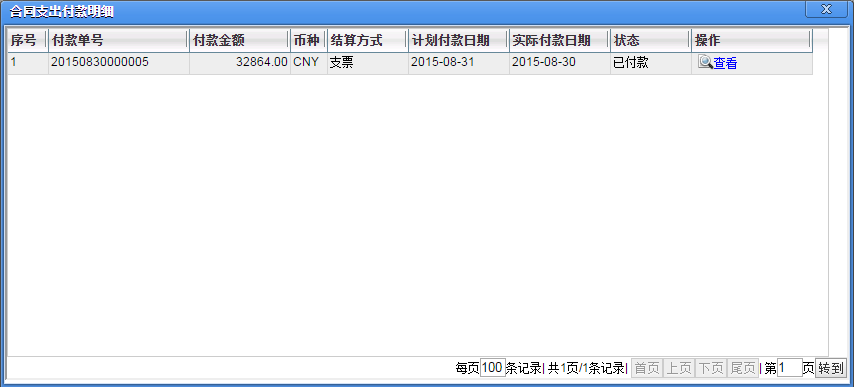 合同支出付款明细
序号 付款单号 付款金额 币种 结算方式 计划付款日期 实际付款日期 状态 操作
1 20150830000005 32864.00 CNY 支票 2015-08-31 2015-08-30 已付款 查看
每页100条记录| 共1页/1条记录| 首页 上页 下页 尾页 | 第1页 转到